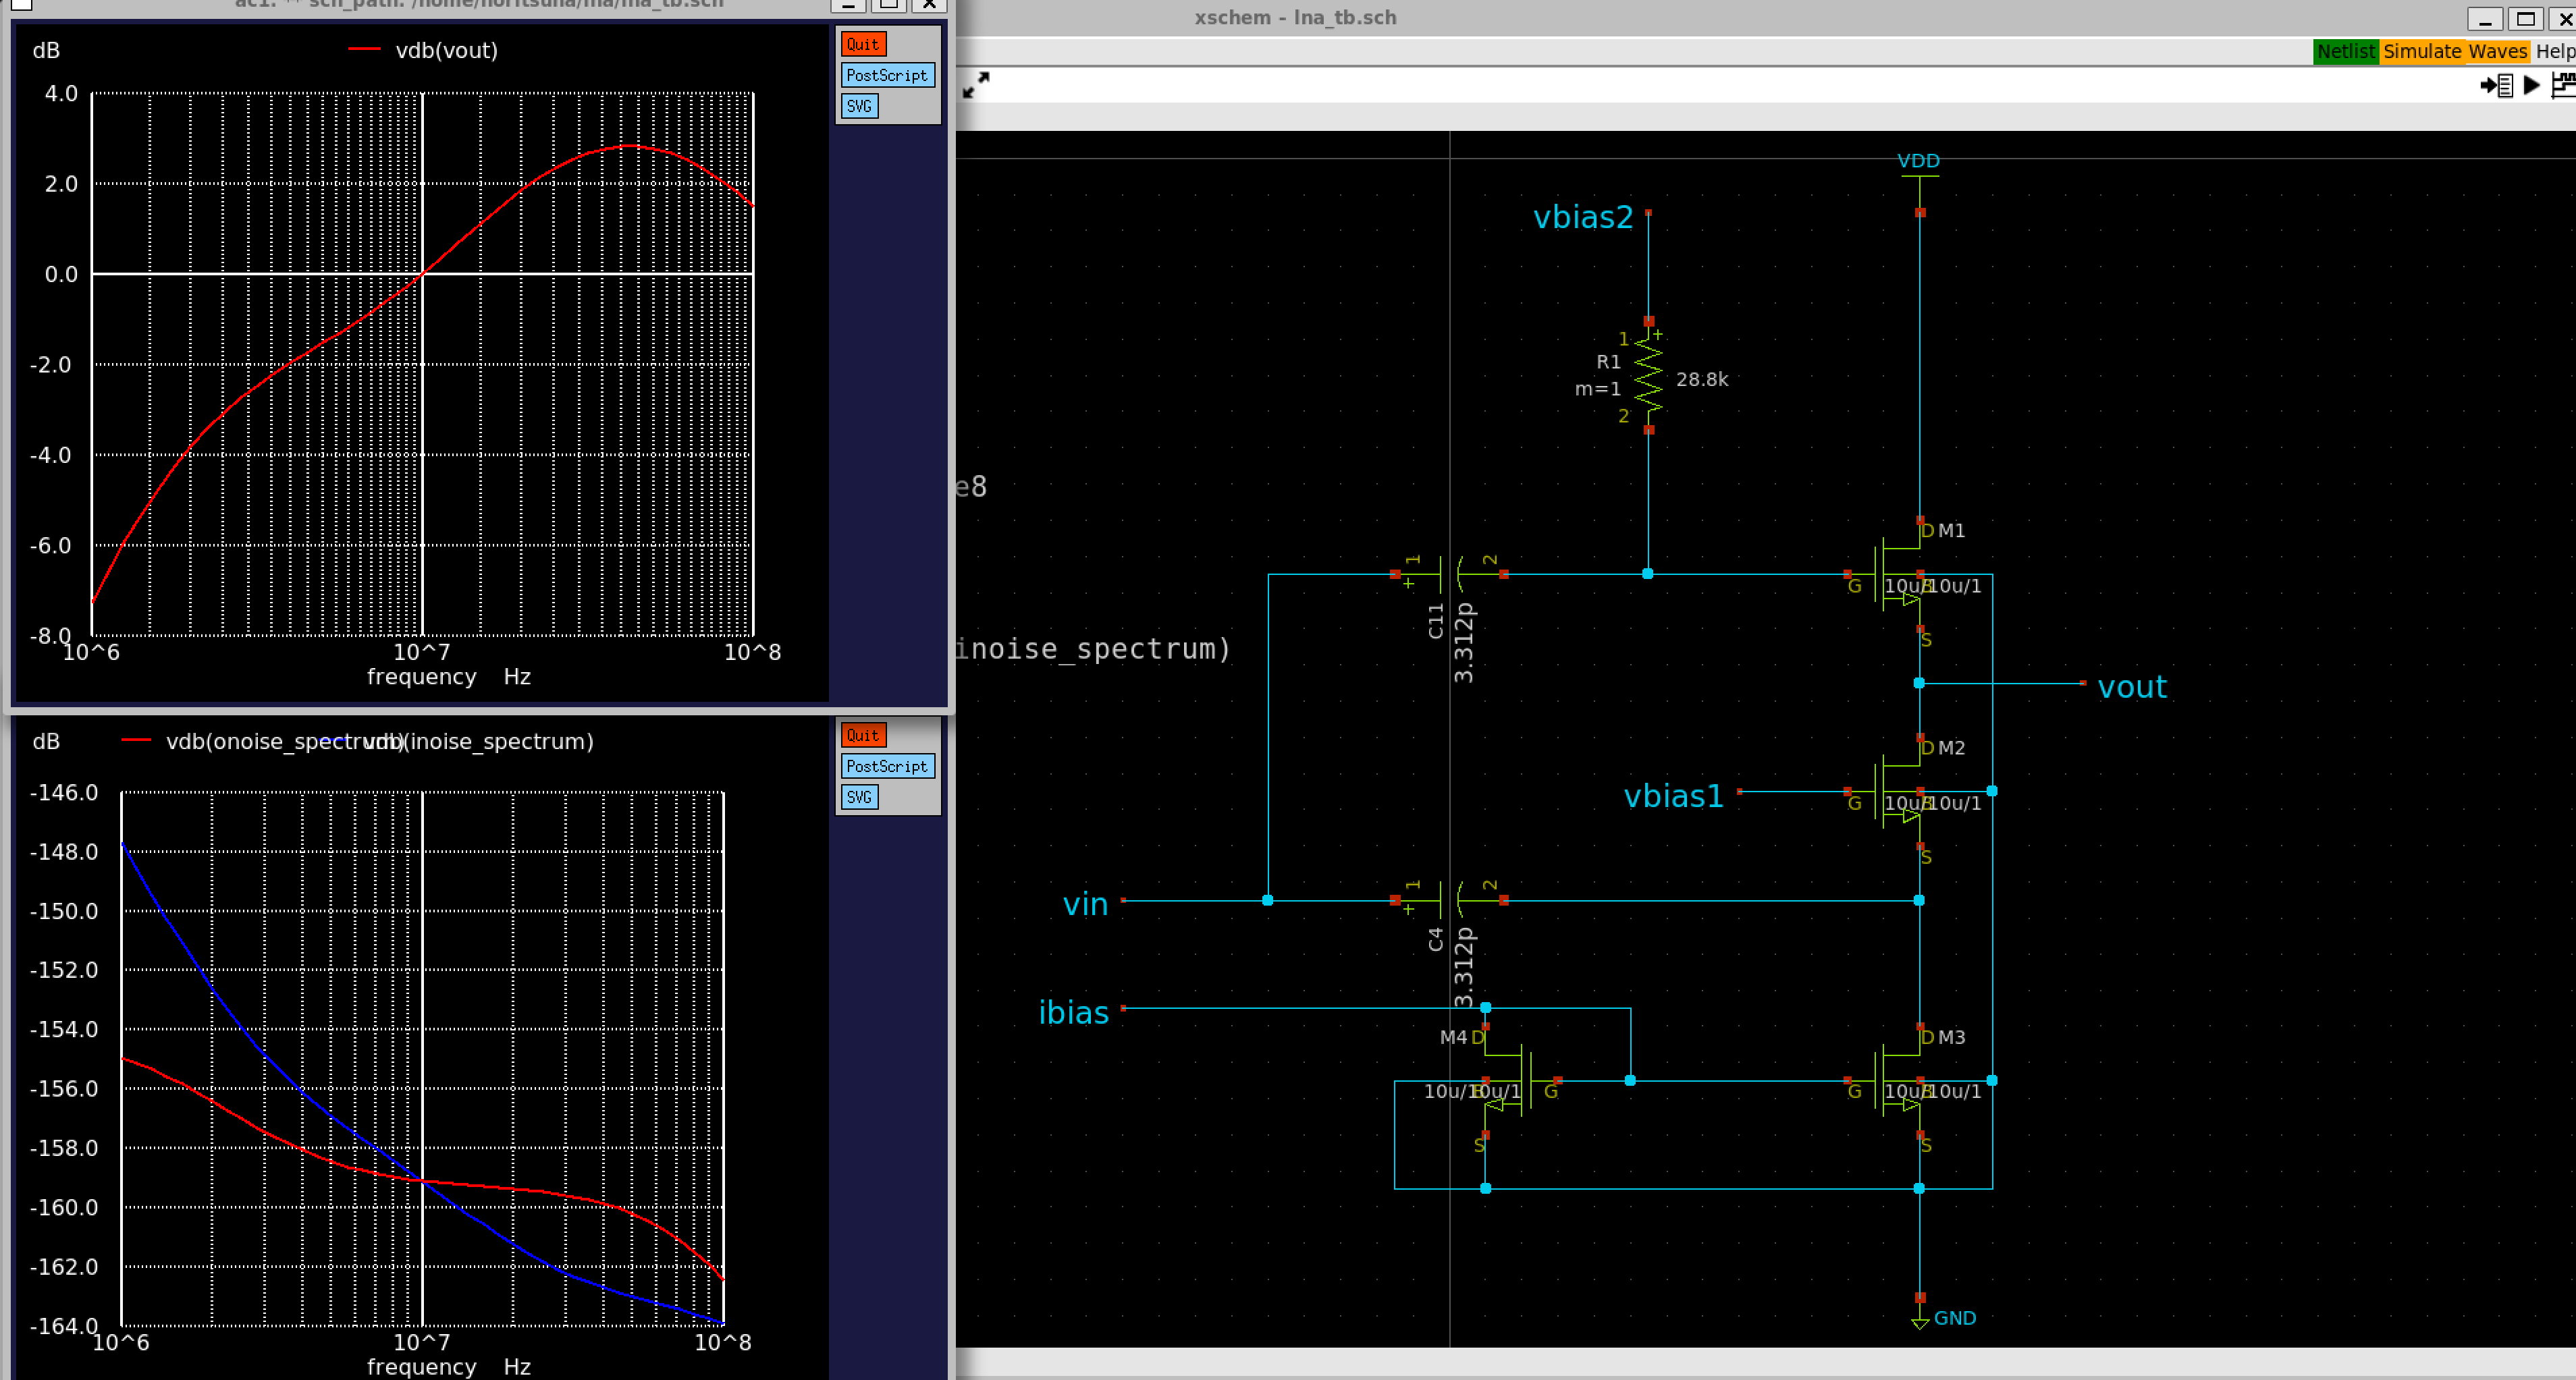 ac1: ** sch_path: /home/noritsuna/lna/lna_tb.sch
dB
vdb(vout)
Quit
PostScript
SVG
4.0
2.0
0.0
-2.0
-4.0
-6.0
-8.0
10^6
10^7
10^8
frequency Hz
dB
vdb(onoise_spectrum)
vdb(inoise_spectrum)
Quit
PostScript
SVG
-146.0
-148.0
-150.0
-152.0
-154.0
-156.0
-158.0
-160.0
-162.0
-164.0
10^6
10^7
10^8
frequency Hz
xschem - lna_tb.sch
Netlist Simulate Waves Help
e8
inoise_spectrum)
VDD
vbias2
1
+
R1
28.8k
m=1
2
D M1
1
+
2
C11
3.312p
G
10u/10u/1
S
vout
D M2
vbias1
G
10u/10u/1
S
vin
1
+
2
C4
3.312p
ibias
M4 D
D M3
10u/10u/1
G
G
10u/10u/1
S
S
GND